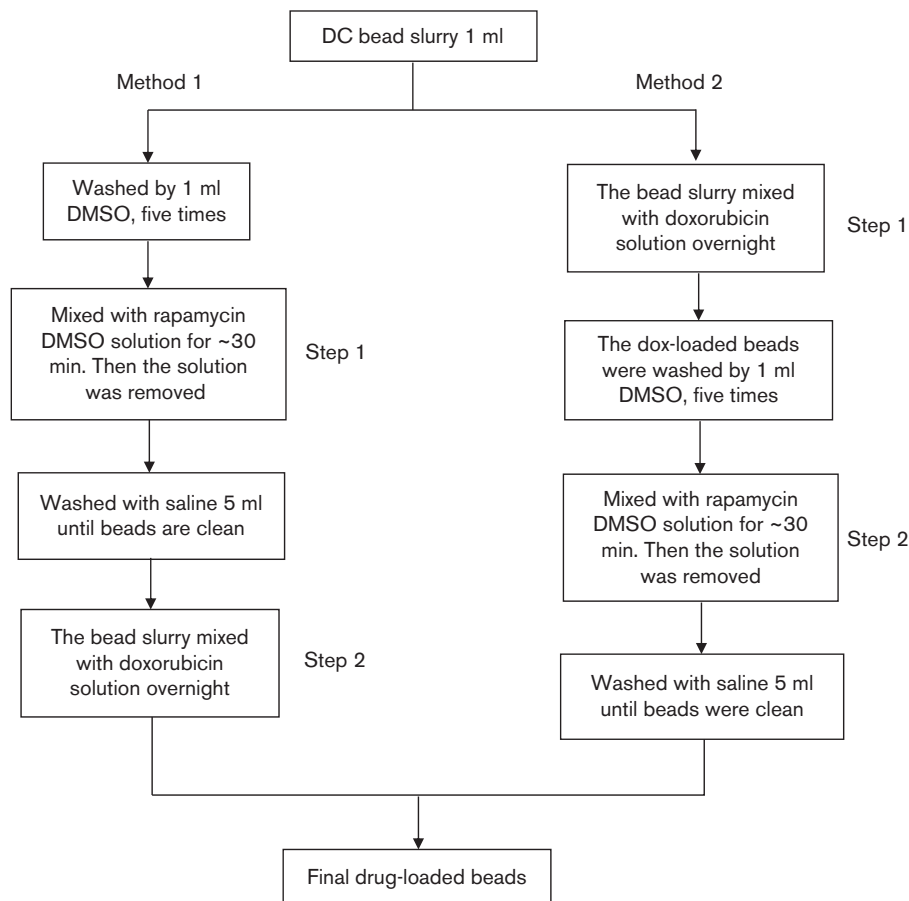 DC bead slurry 1 ml
Method 1
Method 2
Washed by 1 ml
DMSO, five times
Mixed with rapamycin
DMSO solution for ~30
min. Then the solution
was removed
Step 1
Washed with saline 5 ml
until beads are clean
The bead slurry mixed
with doxorubicin
solution overnight
Step 2
The bead slurry mixed
with doxorubicin
solution overnight
Step 1
The dox-loaded beads
were washed by 1 ml
DMSO, five times
Mixed with rapamycin
DMSO solution for ~30
min. Then the solution
was removed
Step 2
Washed with saline 5 ml
until beads were clean
Final drug-loaded beads